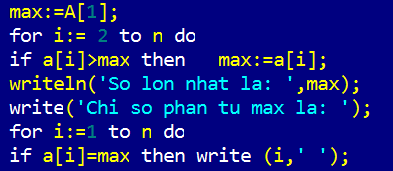 max:=A[1];
for i:= 2 to n do
if a[i]>max then   max:=a[i];
writeln('So lon nhat la: ',max);
write('Chi so phan tu max la: ');
for i:=1 to n do
if a[i]=max then write (i,' ');